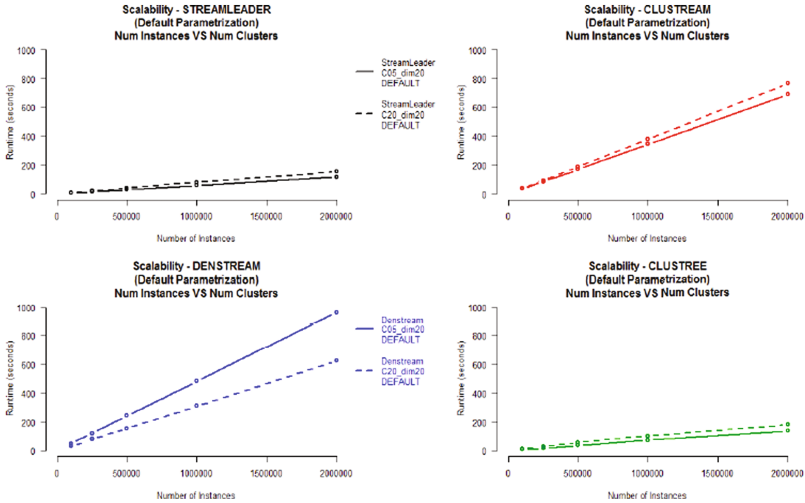 Scalability - STREAMLEADER
(Default Parametrization)
Num Instances VS Num Clusters
Runtime (seconds)
1000
800
600
400
200
0
0
500000
1000000
1500000
2000000
Number of Instances
StreamLeader
C05_dim20
DEFAULT
StreamLeader
C20_dim20
DEFAULT
Scalability - CLUSTREAM
(Default Parametrization)
Num Instances VS Num Clusters
Runtime (seconds)
1000
800
600
400
200
0
0
500000
1000000
1500000
2000000
Number of Instances
Scalability - DENSTREAM
(Default Parametrization)
Num Instances VS Num Clusters
Runtime (seconds)
1000
800
600
400
200
0
0
500000
1000000
1500000
2000000
Number of Instances
Denstream
C05_dim20
DEFAULT
Denstream
C20_dim20
DEFAULT
Scalability - CLUSTREE
(Default Parametrization)
Num Instances VS Num Clusters
Runtime (seconds)
1000
800
600
400
200
0
0
500000
1000000
1500000
2000000
Number of Instances